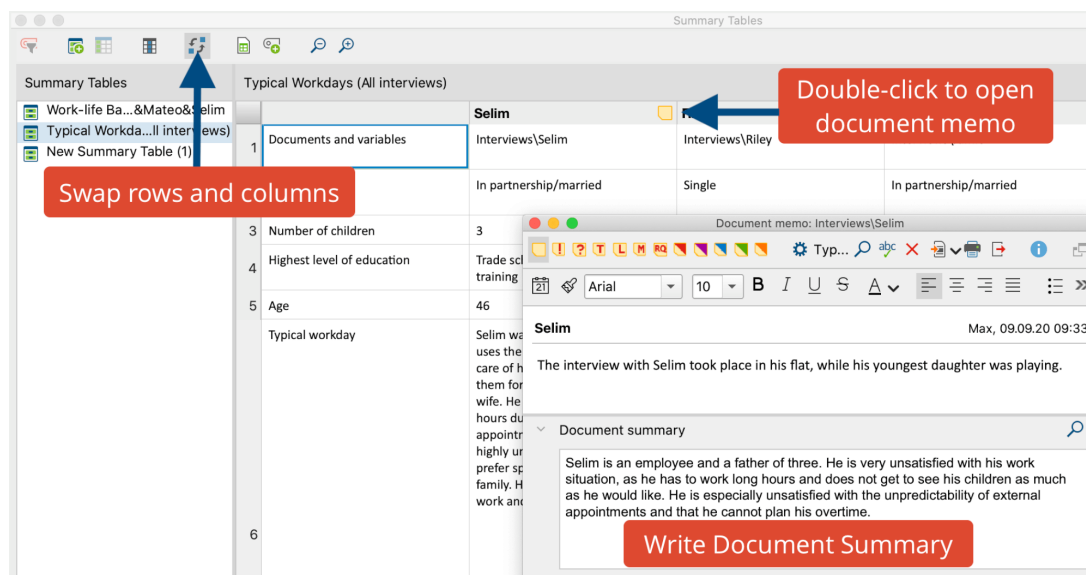 Summary Tables
Summary Tables
Typical Workdays (All interviews)
Double-click to open
document memo
Work-life Ba...&Mateo&Selim
Typical Workda...ll interviews)
New Summary Table (1)
Swap rows and columns
Selim
1
Documents and variables
Interviews\Selim
Interviews\Riley
In partnership/married
Single
In partnership/married
3
Number of children
3
4
Highest level of education
Trade sc
training
5
Age
46
6
Typical workday
Selim wa
uses the
care of h
them for
wife. He
hours du
appointr
highly ur
prefer sp
family. H
work and
Document memo: Interviews\Selim
! ? T L M RQ
Typ...
abc
21
Arial
10
B I U S A
Selim
Max, 09.09.20 09:33
The interview with Selim took place in his flat, while his youngest daughter was playing.
Document summary
Selim is an employee and a father of three. He is very unsatisfied with his work
situation, as he has to work long hours and does not get to see his children as much
as he would like. He is especially unsatisfied with the unpredictability of external
appointments and that he cannot plan his overtime.
Write Document Summary